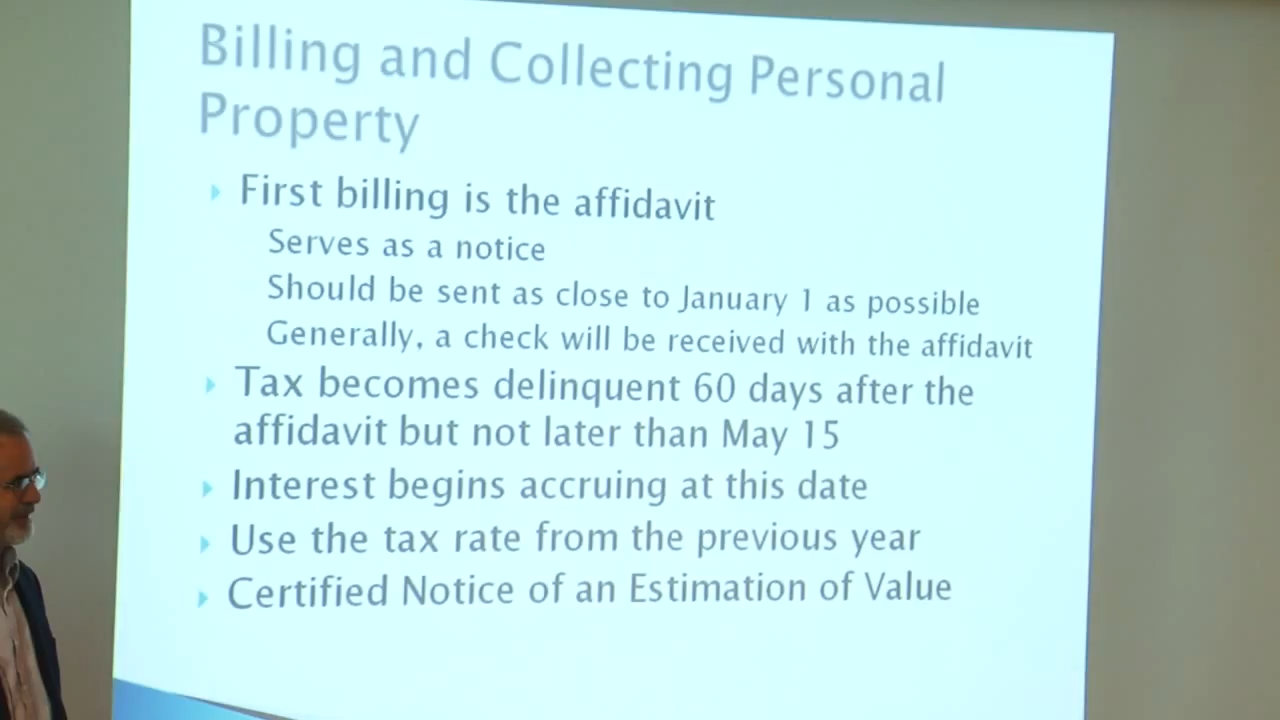 Billing and Collecting Personal
Property
First billing is the affidavit
Serves as a notice
Should be sent as close to January 1 as possible
Generally, a check will be received with the affidavit
Tax becomes delinquent 60 days after the
affidavit but not later than May 15
Interest begins accruing at this date
Use the tax rate from the previous year
Certified Notice of an Estimation of Value